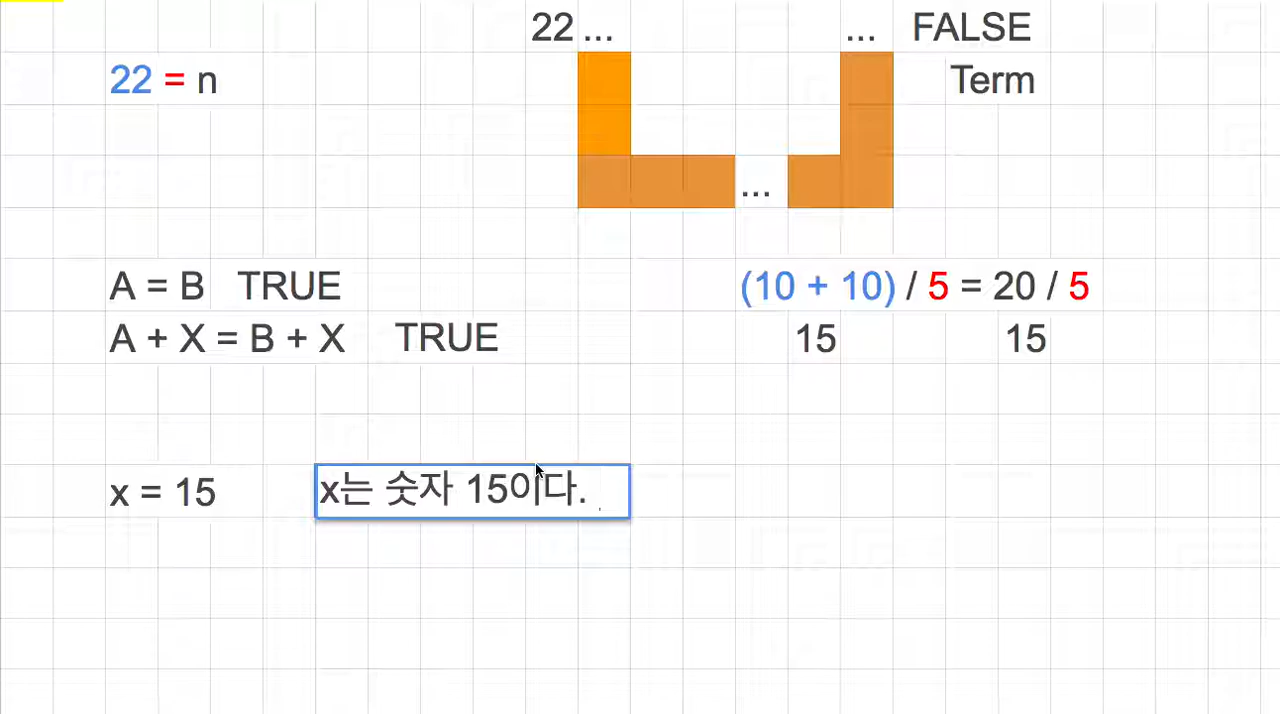 22 ... ... FALSE
22 = n Term
...
A = B TRUE (10 + 10) / 5 = 20 / 5
A + X = B + X TRUE 15 15
x = 15 x는 숫자 15이다.